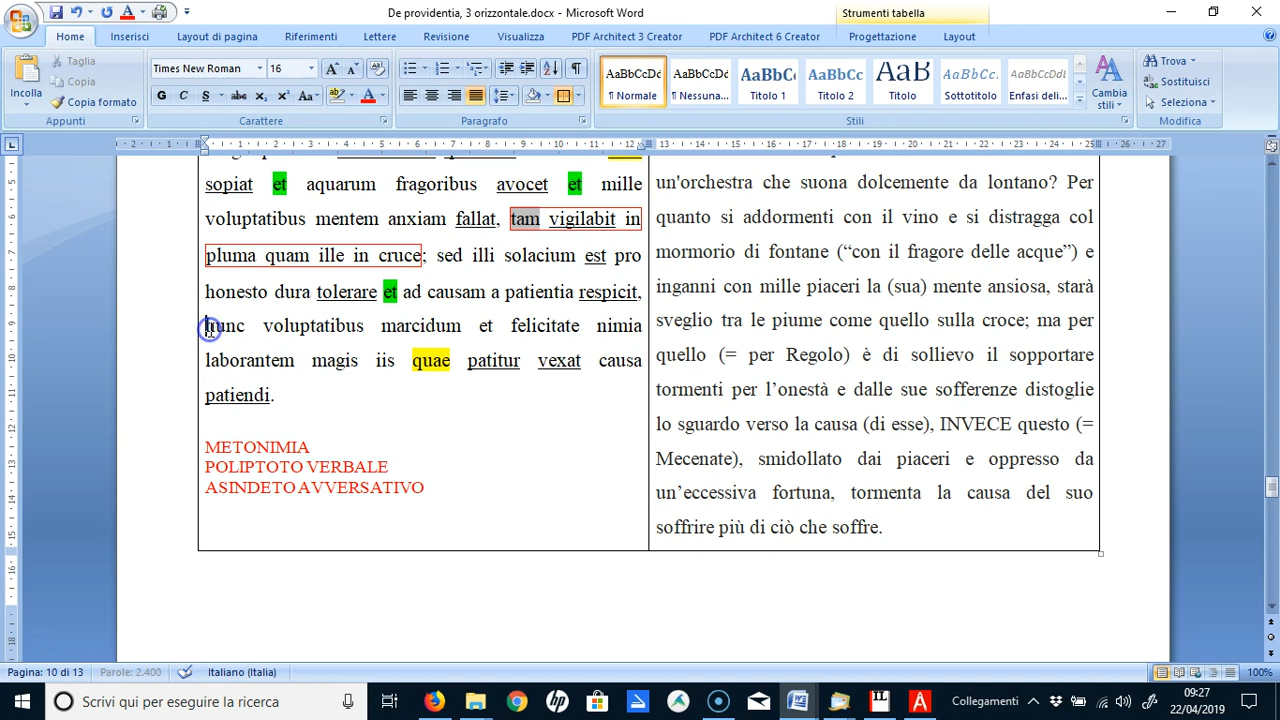 De providentia, 3 orizzontale.docx - Microsoft Word
Strumenti tabella
Home Inserisci Layout di pagina Riferimenti Lettere Revisione Visualizza PDF Architect 3 Creator PDF Architect 6 Creator Progettazione Layout
Incolla
Taglia
Copia
Copia formato
Appunti
Times New Roman 16
Carattere
Paragrafo
AaBbCcDd AaBbCcDd AaBbC AaBbCc AaB AaBbCcL AaBbCcDd
¶ Normale ¶ Nessuna... Titolo 1 Titolo 2 Titolo Sottotitolo Enfasi deli...
Stili
Cambia stili
Trova
Sostituisci
Seleziona
Modifica
sopiat et aquarum fragoribus avocet et mille
voluptatibus mentem anxiam fallat, tam vigilabit in
pluma quam ille in cruce; sed illi solacium est pro
honesto dura tolerare et ad causam a patientia respicit,
hunc voluptatibus marcidum et felicitate nimia
laborantem magis iis quae patitur vexat causa
patiendi.
METONIMIA
POLIPTOTO VERBALE
ASINDETO AVVERSATIVO
un'orchestra che suona dolcemente da lontano? Per
quanto si addormenti con il vino e si distragga col
mormorio di fontane (“con il fragore delle acque”) e
inganni con mille piaceri la (sua) mente ansiosa, starà
sveglio tra le piume come quello sulla croce; ma per
quello (= per Regolo) è di sollievo il sopportare
tormenti per l’onestà e dalle sue sofferenze distoglie
lo sguardo verso la causa (di esse), INVECE questo (=
Mecenate), smidollato dai piaceri e oppresso da
un’eccessiva fortuna, tormenta la causa del suo
soffrire più di ciò che soffre.
Pagina: 10 di 13 Parole: 2.400 Italiano (Italia) 100%
Scrivi qui per eseguire la ricerca
Collegamenti
09:27
22/04/2019